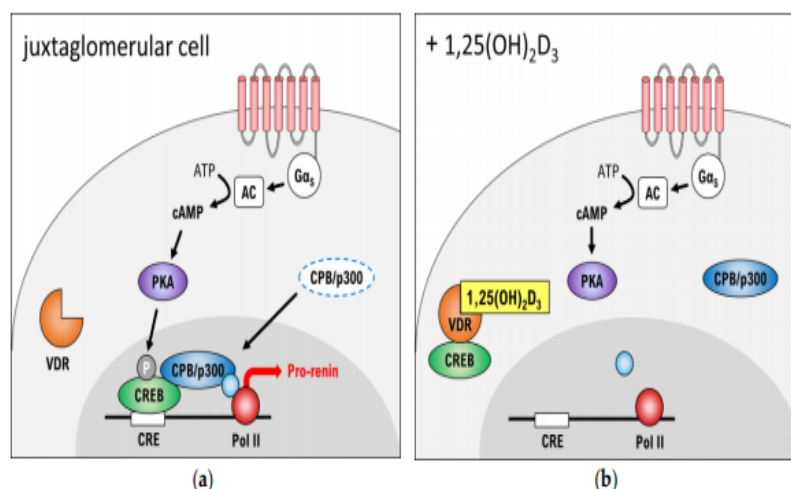 juxtaglomerular cell
ATP
AC
Gαs
cAMP
PKA
CPB/p300
VDR
P
CPB/p300
Pro-renin
CREB
CRE
Pol II
(a)
+ 1,25(OH)₂D₃
ATP
AC
Gαs
cAMP
PKA
CPB/p300
1,25(OH)₂D₃
VDR
CREB
CRE
Pol II
(b)